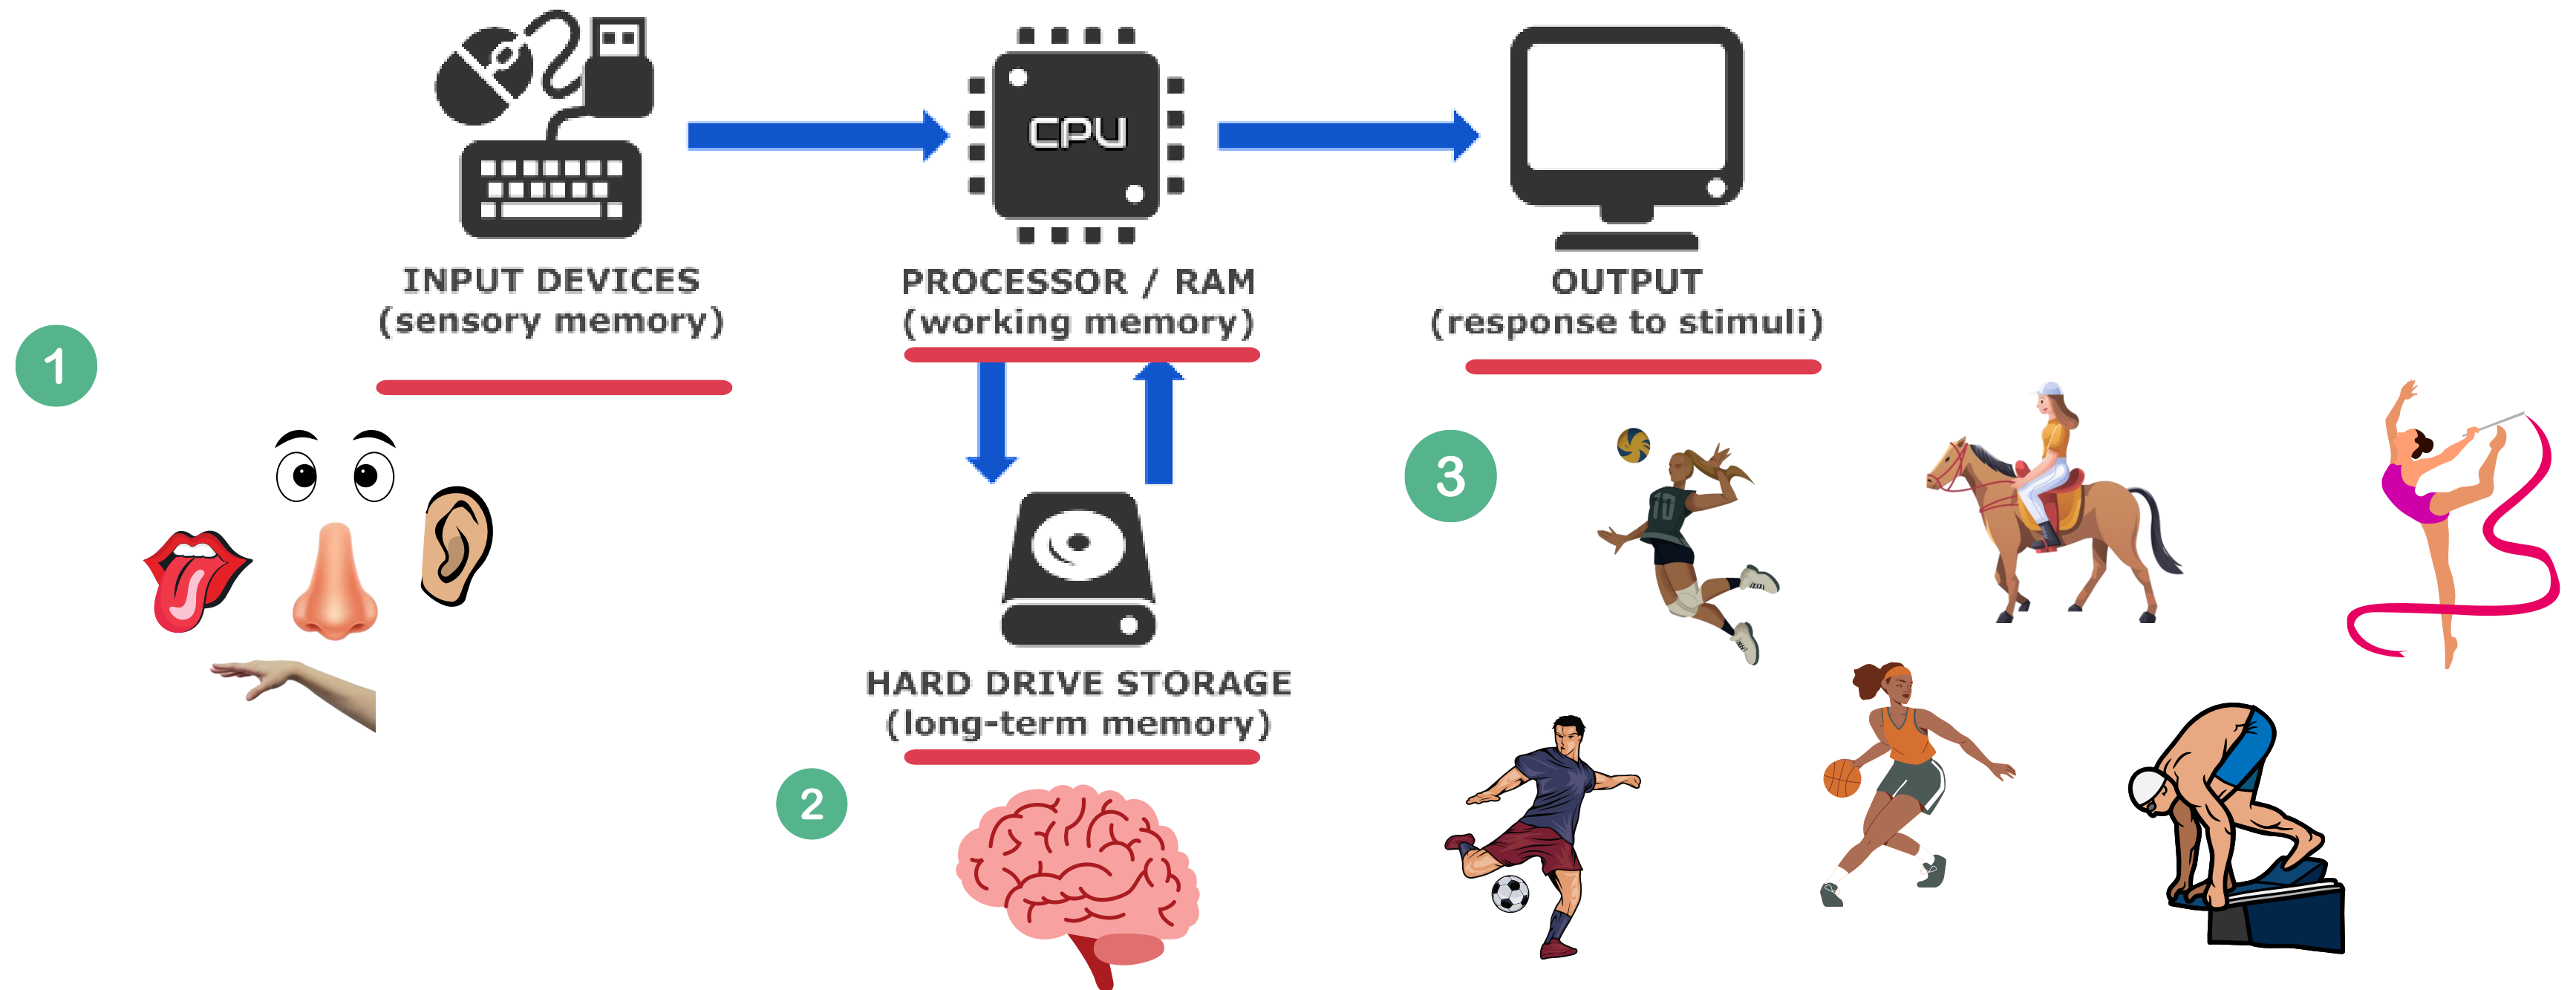 CPU
INPUT DEVICES
(sensory memory)
PROCESSOR / RAM
(working memory)
OUTPUT
(response to stimuli)
1
3
10
HARD DRIVE STORAGE
(long-term memory)
2